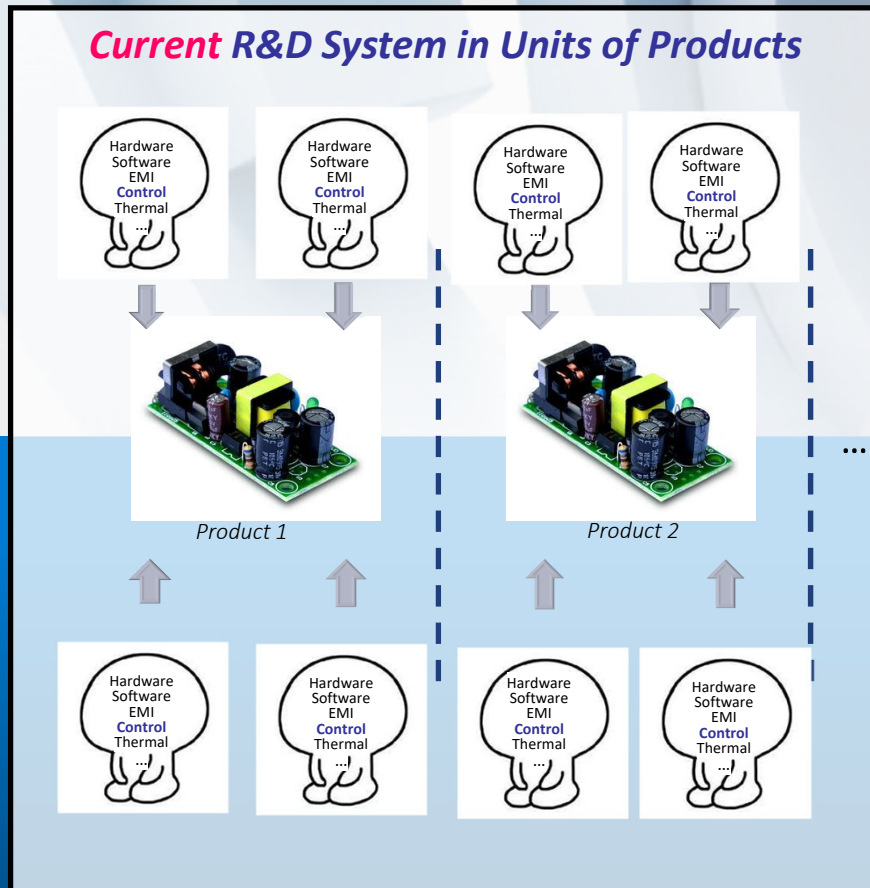 Current R&D System in Units of Products
Hardware
Software
EMI
Control
Thermal
...
Hardware
Software
EMI
Control
Thermal
...
Hardware
Software
EMI
Control
Thermal
...
Hardware
Software
EMI
Control
Thermal
...
Product 1
Product 2
...
Hardware
Software
EMI
Control
Thermal
...
Hardware
Software
EMI
Control
Thermal
...
Hardware
Software
EMI
Control
Thermal
...
Hardware
Software
EMI
Control
Thermal
...